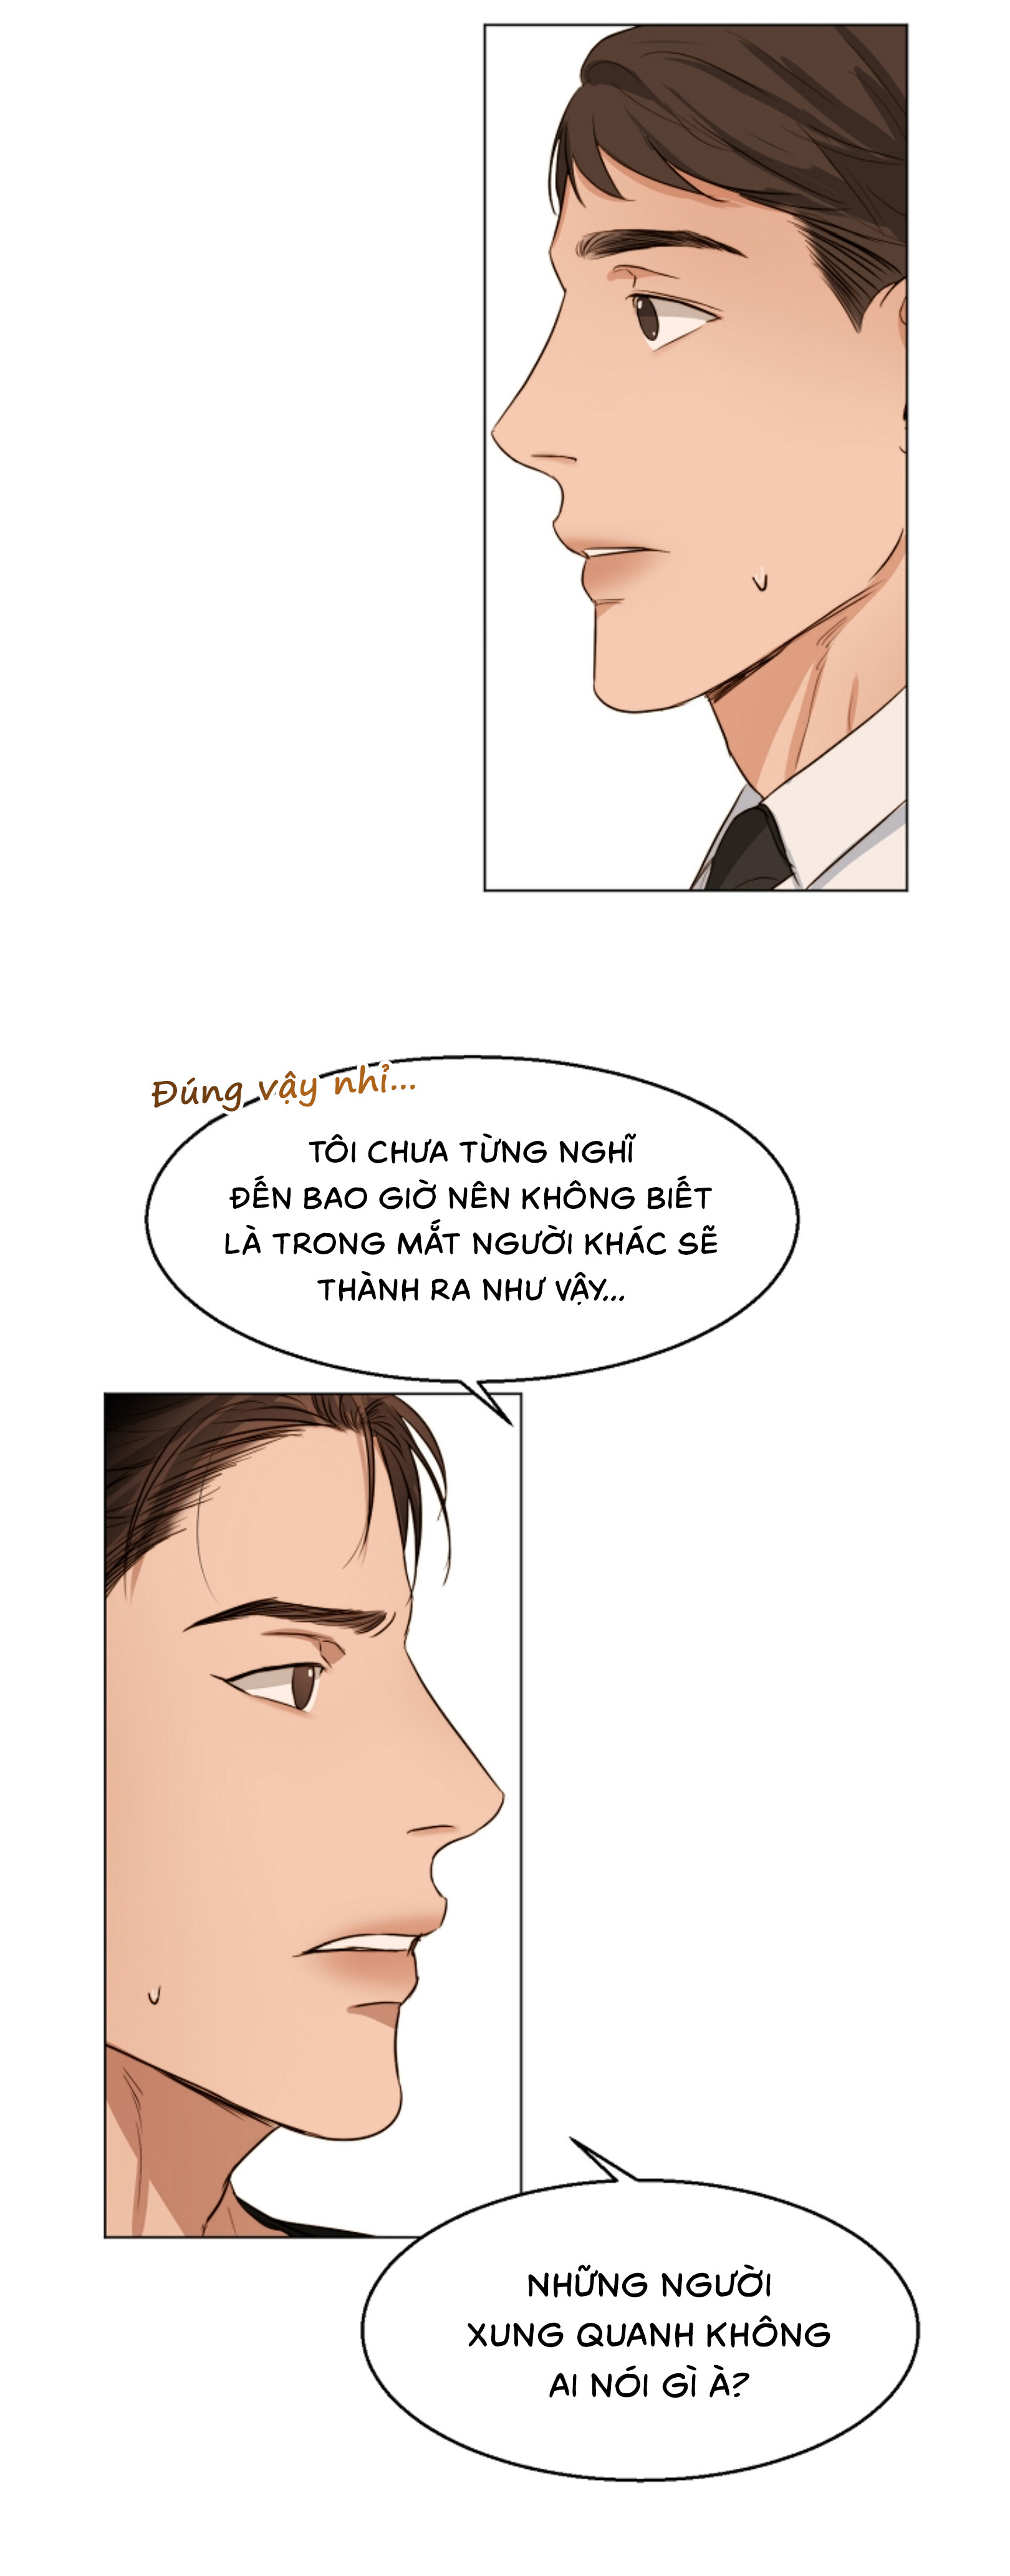 Đúng vậy nhỉ...
TÔI CHƯA TỪNG NGHĨ
ĐẾN BAO GIỜ NÊN KHÔNG BIẾT
LÀ TRONG MẮT NGƯỜI KHÁC SẼ
THÀNH RA NHƯ VẬY...
NHỮNG NGƯỜI
XUNG QUANH KHÔNG
AI NÓI GÌ À?